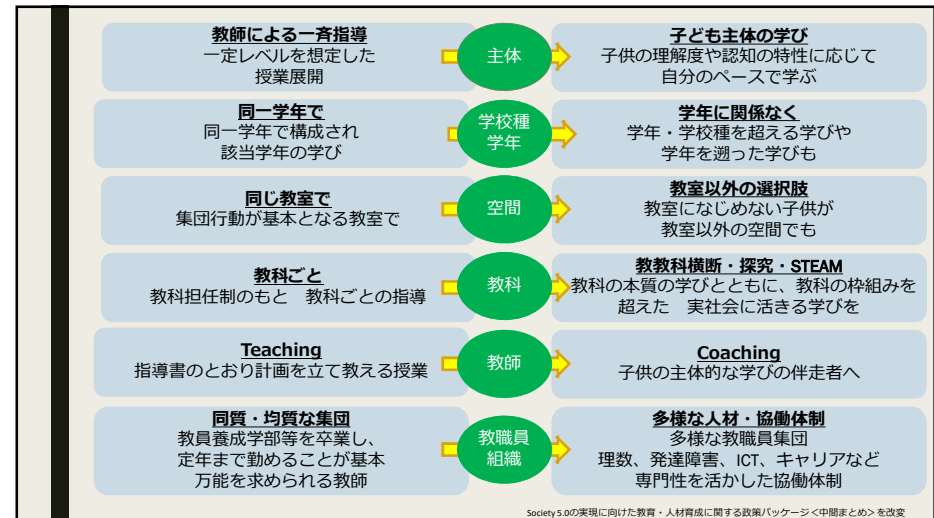 教師による一斉指導
一定レベルを想定した
授業展開
主体
子ども主体の学び
子供の理解度や認知の特性に応じて
自分のペースで学ぶ
同一学年で
同一学年で構成され
該当学年の学び
学校種
学年
学年に関係なく
学年・学校種を超える学びや
学年を遡った学びも
同じ教室で
集団行動が基本となる教室で
空間
教室以外の選択肢
教室になじめない子供が
教室以外の空間でも
教科ごと
教科担任制のもと　教科ごとの指導
教科
教教科横断・探究・STEAM
教科の本質の学びとともに、教科の枠組みを
超えた　実社会に活きる学びを
Teaching
指導書のとおり計画を立て教える授業
教師
Coaching
子供の主体的な学びの伴走者へ
同質・均質な集団
教員養成学部等を卒業し、
定年まで勤めることが基本
万能を求められる教師
教職員
組織
多様な人材・協働体制
多様な教職員集団
理数、発達障害、ICT、キャリアなど
専門性を活かした協働体制
Society 5.0の実現に向けた教育・人材育成に関する政策パッケージ＜中間まとめ＞を改変